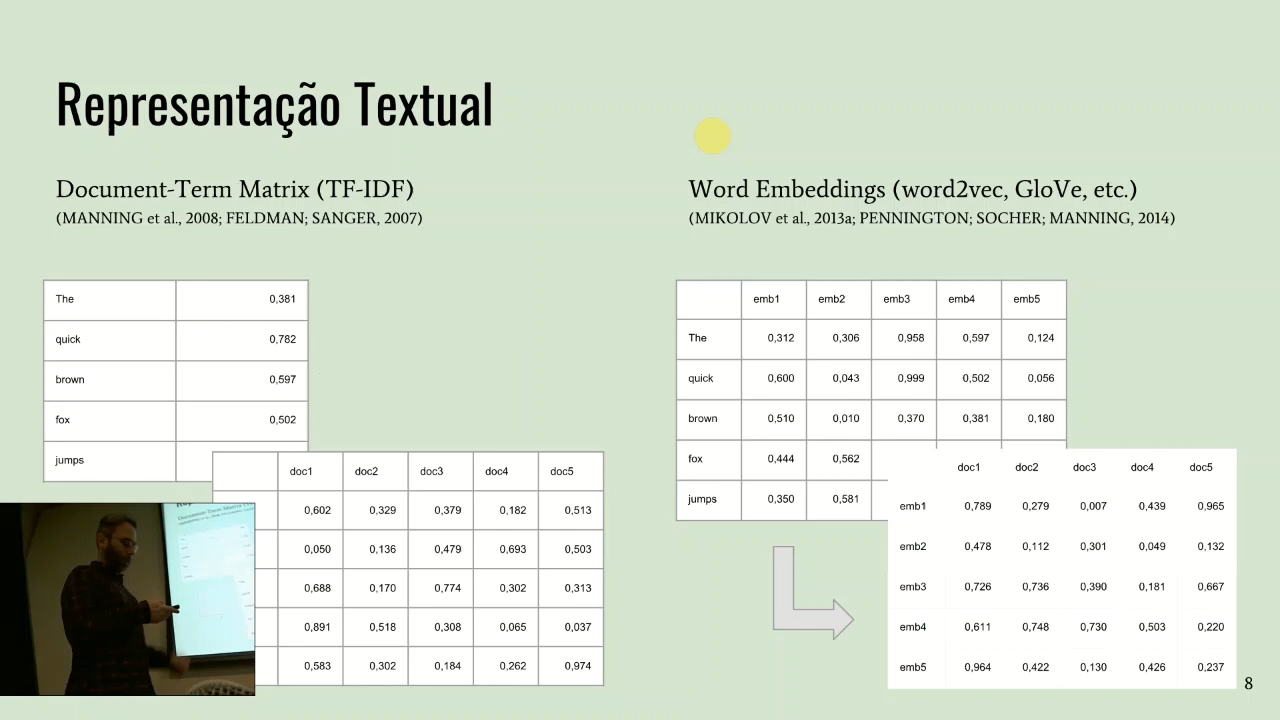 Representação Textual
Document-Term Matrix (TF-IDF)
(MANNING et al., 2008; FELDMAN; SANGER, 2007)
The 0,381
quick 0,782
brown 0,597
fox 0,502
jumps
doc1 doc2 doc3 doc4 doc5
0,602 0,329 0,379 0,182 0,513
0,050 0,136 0,479 0,693 0,503
0,688 0,170 0,774 0,302 0,313
0,891 0,518 0,308 0,065 0,037
0,583 0,302 0,184 0,262 0,974
Word Embeddings (word2vec, GloVe, etc.)
(MIKOLOV et al., 2013a; PENNINGTON; SOCHER; MANNING, 2014)
emb1 emb2 emb3 emb4 emb5
The 0,312 0,306 0,958 0,597 0,124
quick 0,600 0,043 0,999 0,502 0,056
brown 0,510 0,010 0,370 0,381 0,180
fox 0,444 0,562
jumps 0,350 0,581
doc1 doc2 doc3 doc4 doc5
emb1 0,789 0,279 0,007 0,439 0,965
emb2 0,478 0,112 0,301 0,049 0,132
emb3 0,726 0,736 0,390 0,181 0,667
emb4 0,611 0,748 0,730 0,503 0,220
emb5 0,964 0,422 0,130 0,426 0,237
8